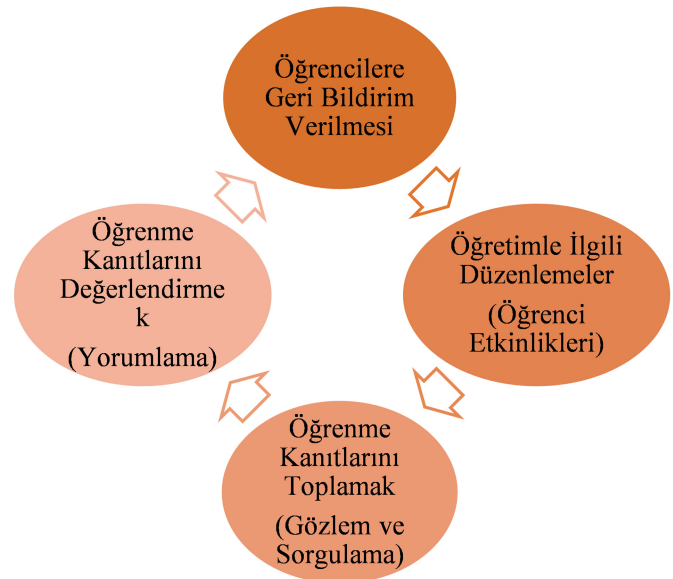 Öğrencilere
Geri Bildirim
Verilmesi
Öğretimle İlgili
Düzenlemeler
(Öğrenci
Etkinlikleri)
Öğrenme
Kanıtlarını
Toplamak
(Gözlem ve
Sorgulama)
Öğrenme
Kanıtlarını
Değerlendirme
k
(Yorumlama)